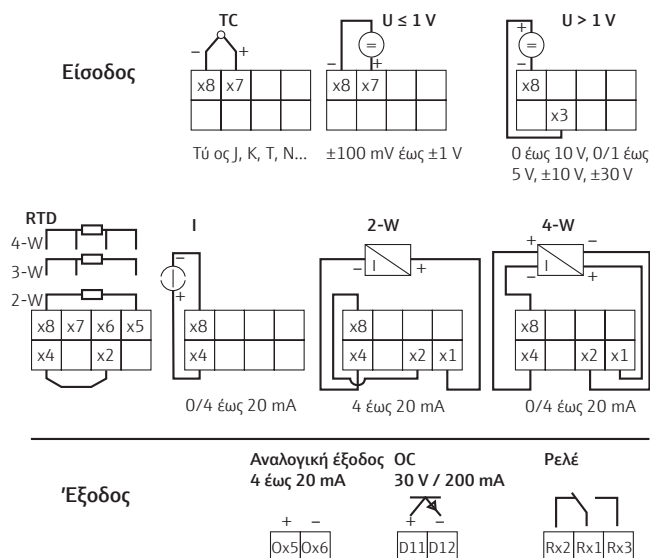 TC
U ≤ 1 V
U > 1 V
Είσοδος
– +
– +
+
–
x8 x7
x8 x7
x8
x3
Τύ ος J, K, T, N...
±100 mV έως ±1 V
0 έως 10 V, 0/1 έως
5 V, ±10 V, ±30 V
RTD
I
2-W
4-W
4-W
3-W
2-W
–
+
– I +
+ –
– I +
x8 x7 x6 x5
x4 x2
x8
x4
x8
x4 x2 x1
x8
x4 x2 x1
0/4 έως 20 mA
4 έως 20 mA
0/4 έως 20 mA
Έξοδος
Αναλογική έξοδος
4 έως 20 mA
OC
30 V / 200 mA
Ρελέ
+ –
+ –
Ox5 Ox6
D11 D12
Rx2 Rx1 Rx3